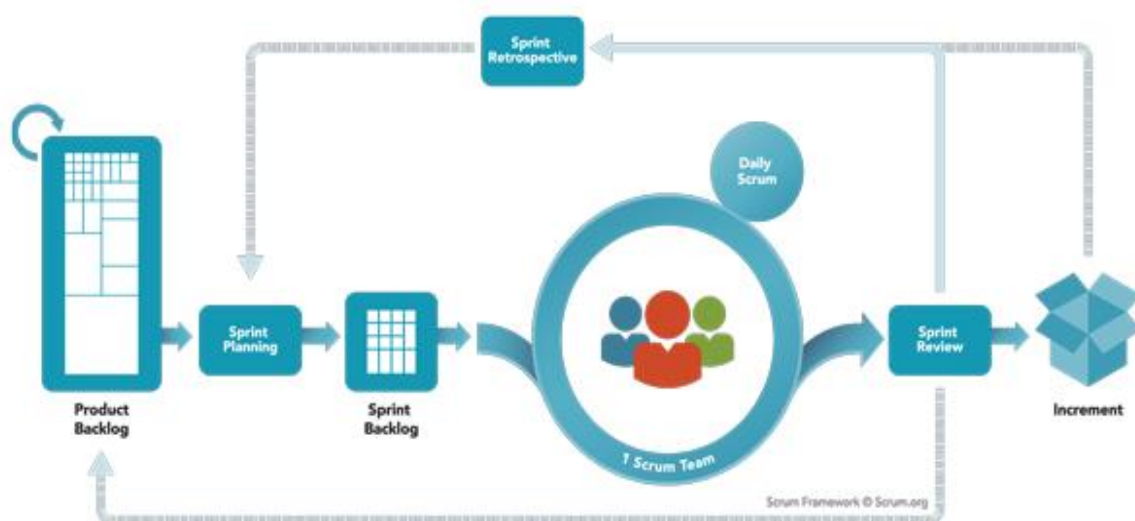 Sprint
Retrospective
Daily
Scrum
Sprint
Planning
Sprint
Review
Product
Backlog
Sprint
Backlog
1 Scrum Team
Increment
Scrum Framework © Scrum.org